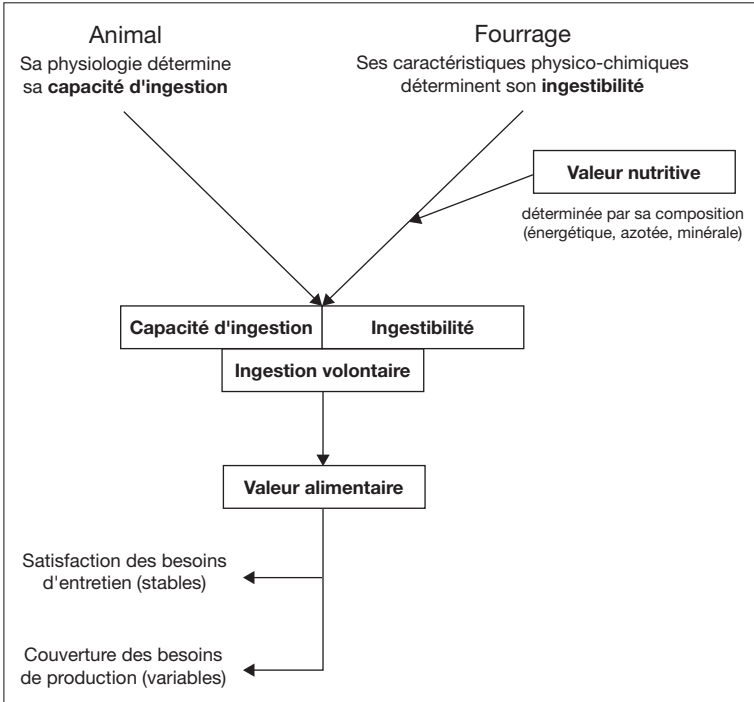 Animal
Sa physiologie détermine
sa capacité d'ingestion
Fourrage
Ses caractéristiques physico-chimiques
déterminent son ingestibilité
Valeur nutritive
déterminée par sa composition
(énergétique, azotée, minérale)
Capacité d'ingestion
Ingestibilité
Ingestion volontaire
Valeur alimentaire
Satisfaction des besoins
d'entretien (stables)
Couverture des besoins
de production (variables)